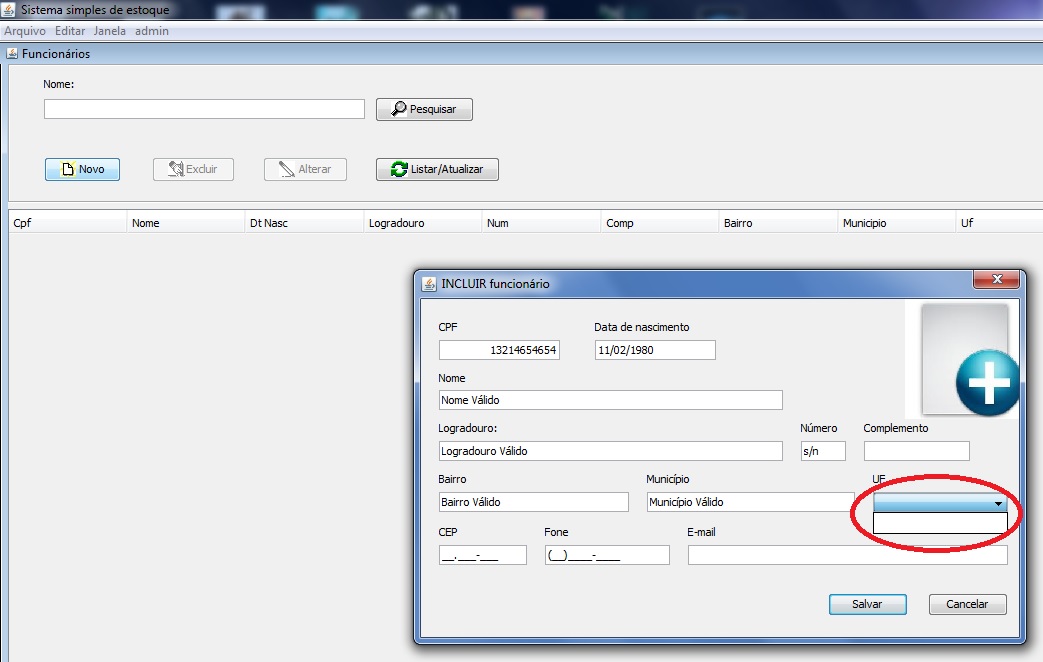 Sistema simples de estoque
Arquivo Editar Janela admin
Funcionários
Nome:
Pesquisar
Novo Excluir Alterar Listar/Atualizar
Cpf Nome Dt Nasc Logradouro Num Comp Bairro Municipio Uf
INCLUIR funcionário
CPF Data de nascimento
13214654654 11/02/1980
Nome
Nome Válido
Logradouro: Número Complemento
Logradouro Válido s/n
Bairro Município UF
Bairro Válido Município Válido
CEP Fone E-mail
__.___-___ (__)____-____
Salvar Cancelar